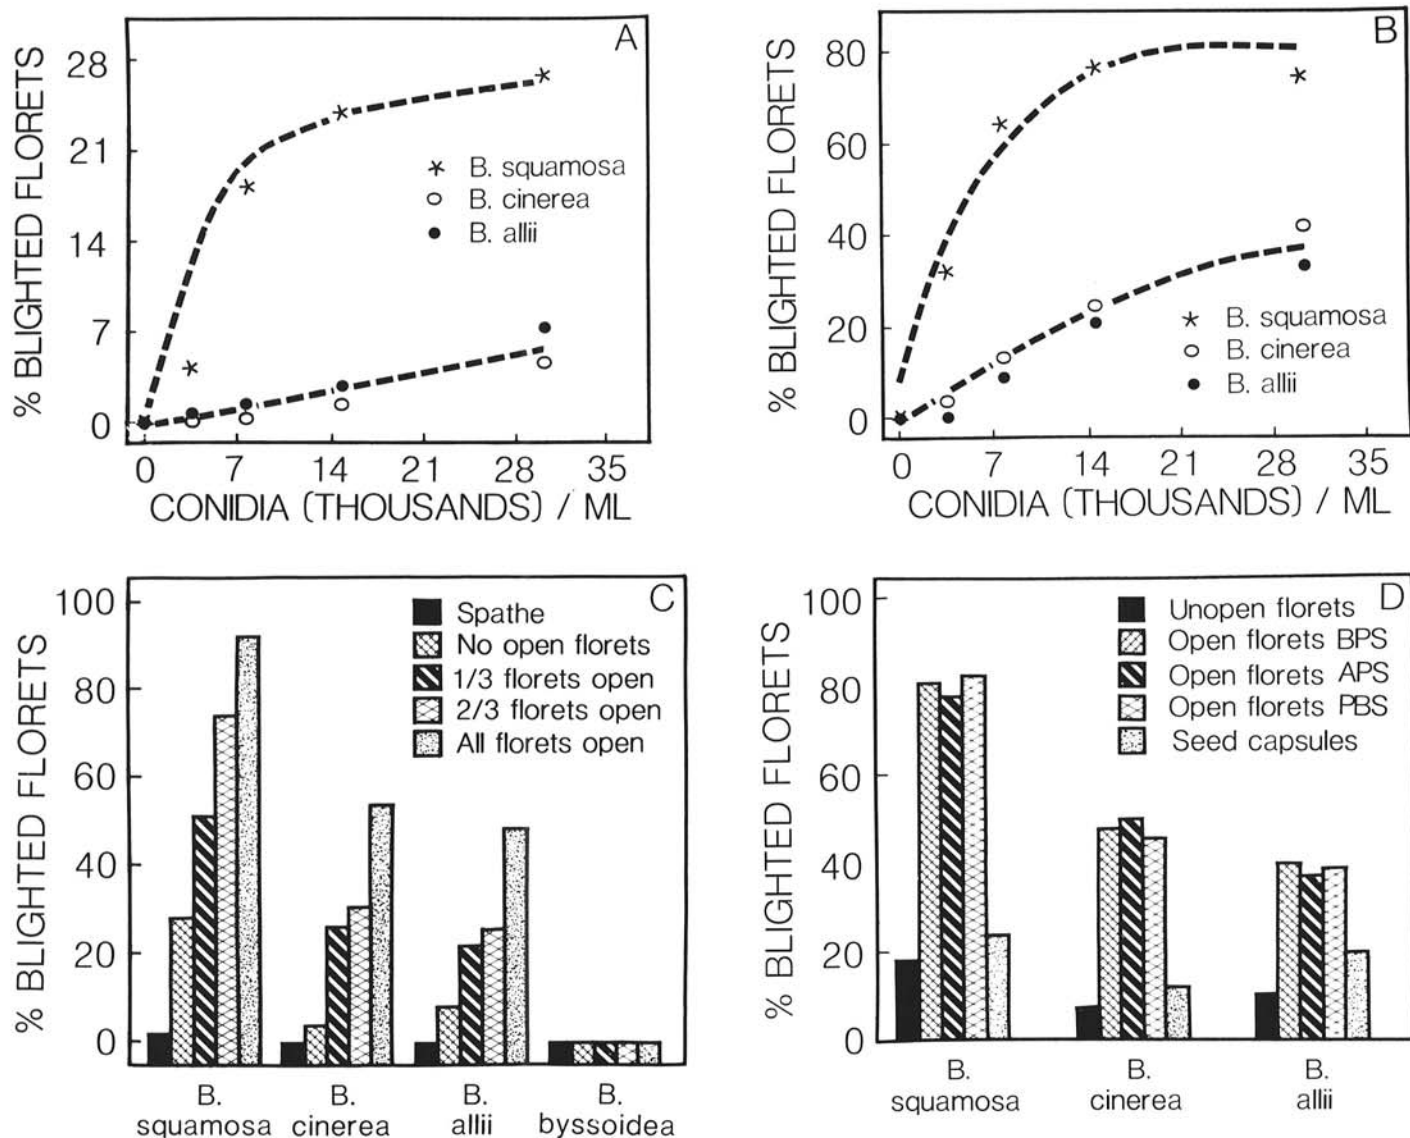 A
% BLIGHTED FLORETS
28
21
14
7
0
B. squamosa
B. cinerea
B. allii
0 7 14 21 28 35
CONIDIA (THOUSANDS) / ML
B
% BLIGHTED FLORETS
80
60
40
20
0
B. squamosa
B. cinerea
B. allii
0 7 14 21 28 35
CONIDIA (THOUSANDS) / ML
C
% BLIGHTED FLORETS
100
80
60
40
20
0
Spathe
No open florets
1/3 florets open
2/3 florets open
All florets open
B. B. B. B.
squamosa cinerea allii byssoidea
D
% BLIGHTED FLORETS
100
80
60
40
20
0
Unopen florets
Open florets BPS
Open florets APS
Open florets PBS
Seed capsules
B. B. B.
squamosa cinerea allii